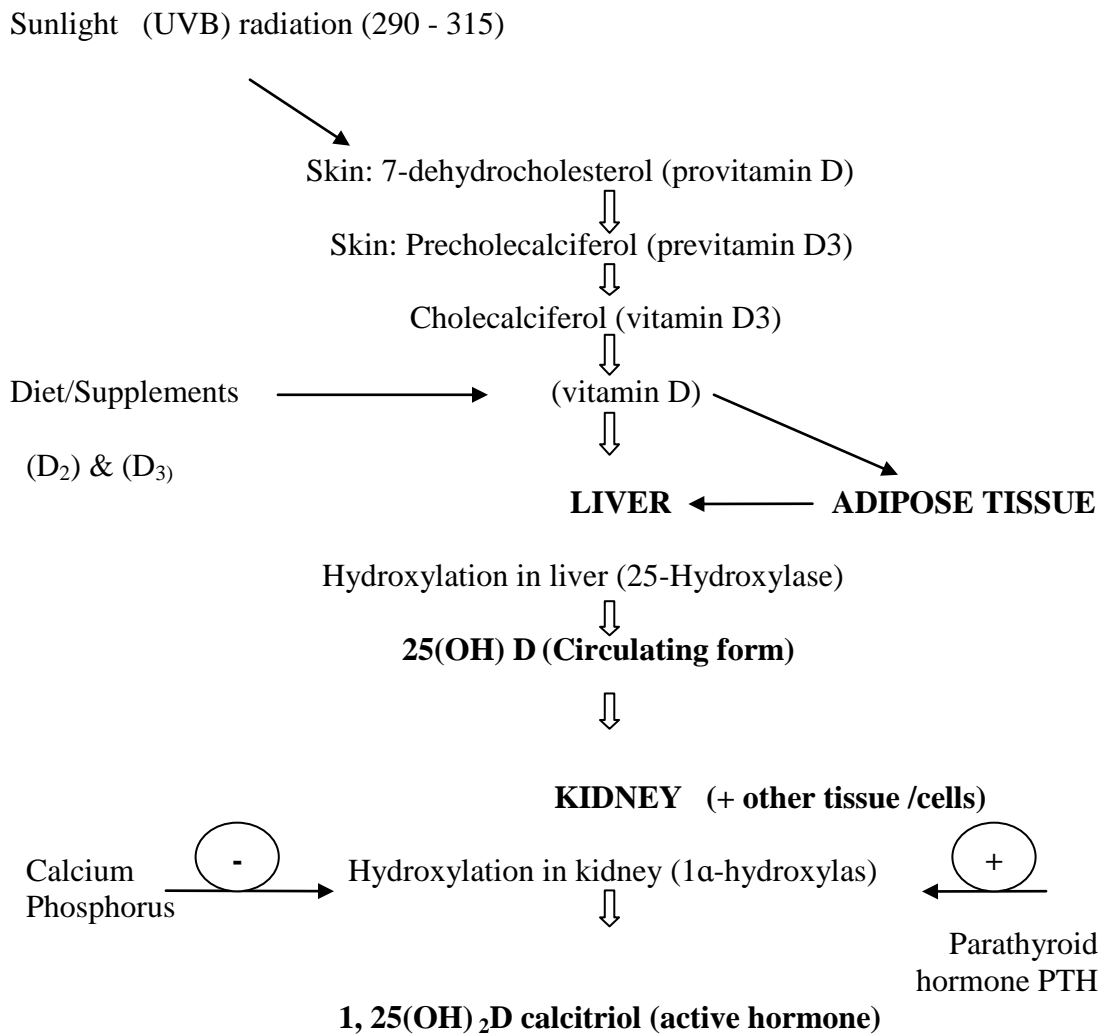 Sunlight (UVB) radiation (290 - 315)
Skin: 7-dehydrocholesterol (provitamin D)
Skin: Precholecalciferol (previtamin D3)
Cholecalciferol (vitamin D3)
Diet/Supplements
(vitamin D)
(D₂) & (D₃)
LIVER
ADIPOSE TISSUE
Hydroxylation in liver (25-Hydroxylase)
25(OH) D (Circulating form)
KIDNEY (+ other tissue /cells)
-
+
Calcium
Phosphorus
Hydroxylation in kidney (1α-hydroxylas)
Parathyroid
hormone PTH
1, 25(OH) ₂D calcitriol (active hormone)